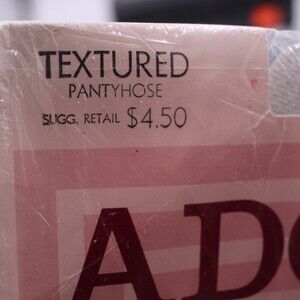 TEXTURED
PANTYHOSE
SUGG. RETAIL $4.50